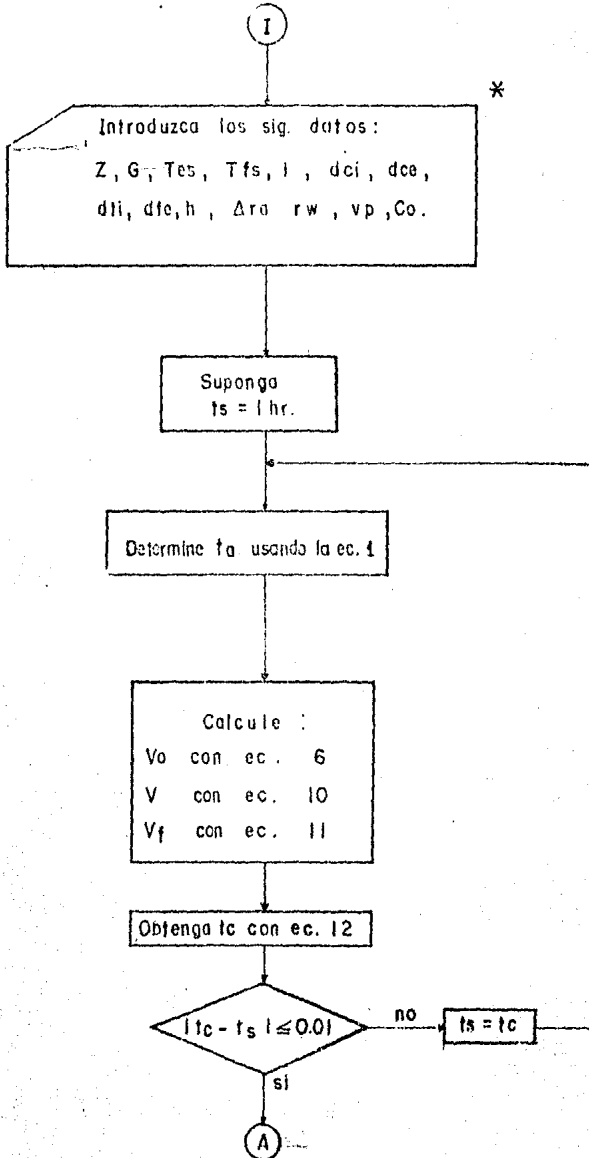 I
*
Introduzca los sig. datos:
Z, G, Tes, Tfs, l, dci, dce,
dti, dte, h, Δra rw, vp, Co.
Suponga
ts = 1 hr.
Determine ta usando la ec. 1
Calcule :
Vo con ec. 6
V con ec. 10
Vf con ec. 11
Obtenga tc con ec. 12
| tc - ts | ≤ 0.01
no
ts = tc
si
A